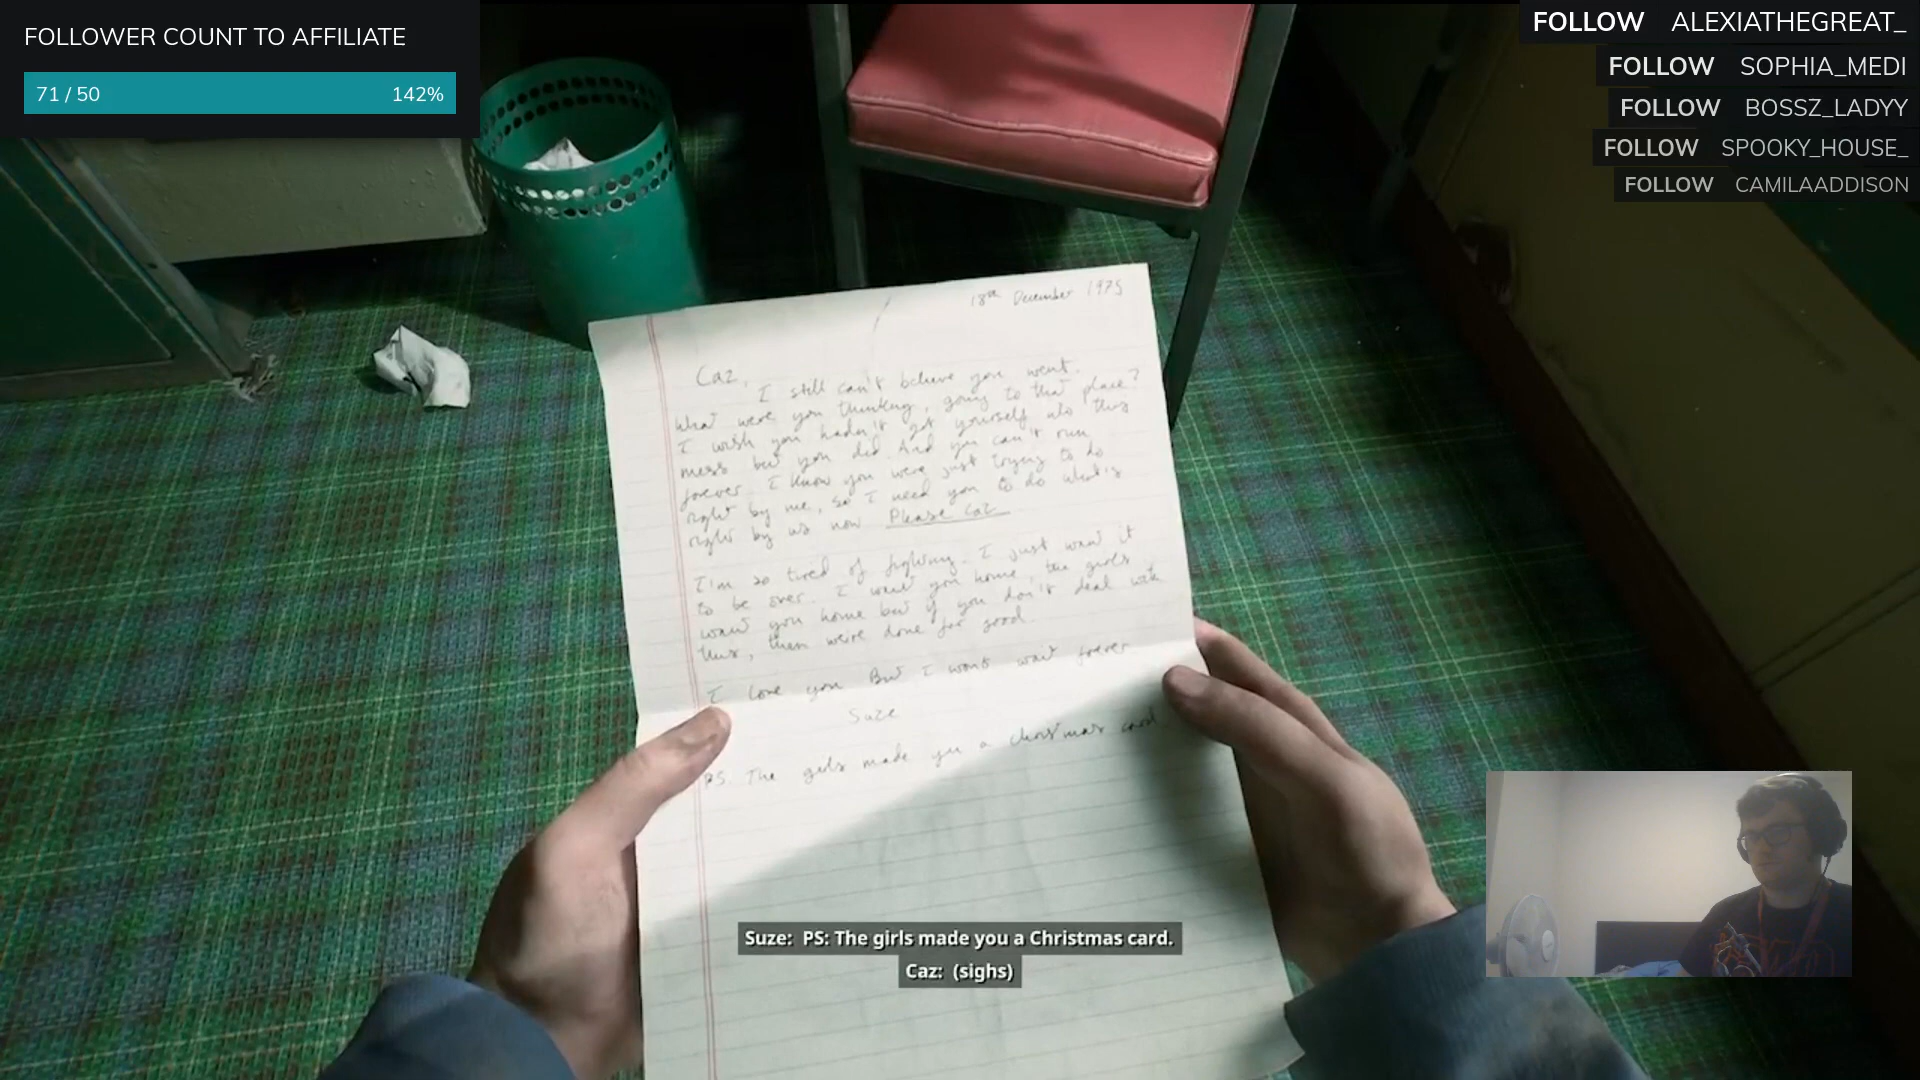 FOLLOWER COUNT TO AFFILIATE
71 / 50 142%
FOLLOW ALEXIATHEGREAT_
FOLLOW SOPHIA_MEDI
FOLLOW BOSSZ_LADYY
FOLLOW SPOOKY_HOUSE_
FOLLOW CAMILAADDISON
18th December 1975
Caz,
I still can't believe you went.
What were you thinking, going to that place?
I wish you hadn't got yourself into this
mess but you did. And you can't run
forever. I know you were just trying to do
right by me, so I need you to do what's
right by us now Please Caz
I'm so tired of fighting. I just want it
to be over. I want you home, the girls
want you home but if you don't deal with
this, then we're done for good.
I love you But I won't wait forever
Suze
PS. The girls made you a Christmas card
Suze: PS: The girls made you a Christmas card.
Caz: (sighs)